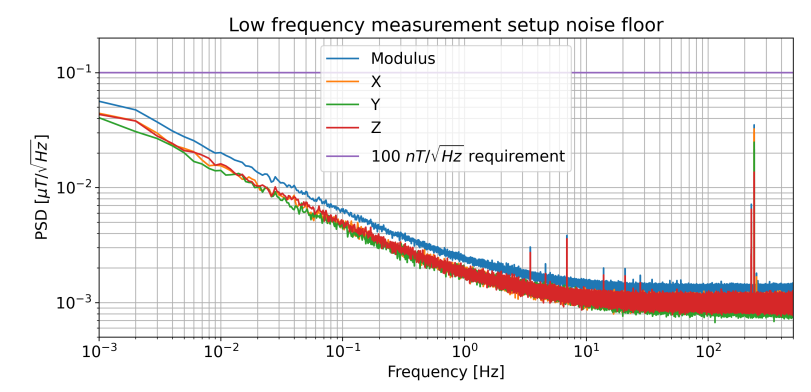 Low frequency measurement setup noise floor
PSD [μT/√Hz]
10⁻¹
10⁻²
10⁻³
Modulus
X
Y
Z
100 nT/√Hz requirement
10⁻³ 10⁻² 10⁻¹ 10⁰ 10¹ 10²
Frequency [Hz]